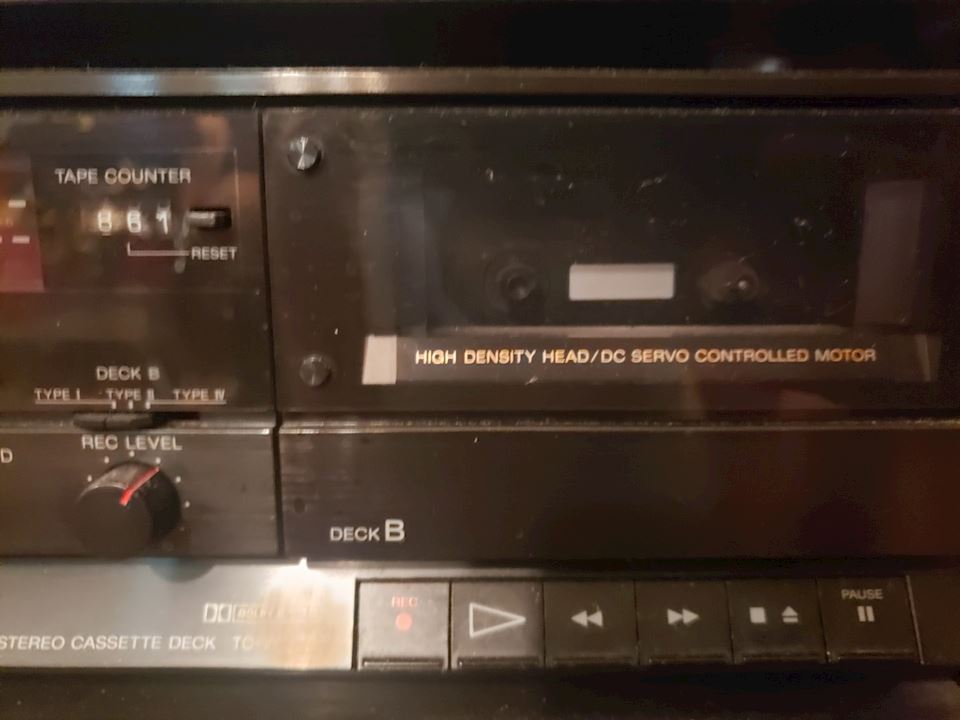 TAPE COUNTER
861
RESET
HIGH DENSITY HEAD/DC SERVO CONTROLLED MOTOR
DECK B
TYPE I TYPE II TYPE IV
REC LEVEL
D
DECK B
REC
PAUSE
STEREO CASSETTE DECK